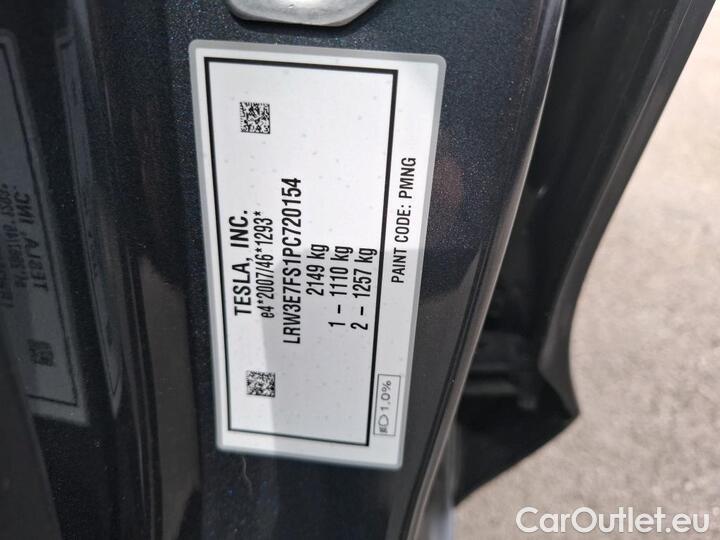 TESLA, INC.
e4*2007/46*1293*
LRW3E7FS1PC720154
2149 kg
1 – 1110 kg
2 – 1257 kg
PAINT CODE: PMNG
1.0%
CarOutlet.eu